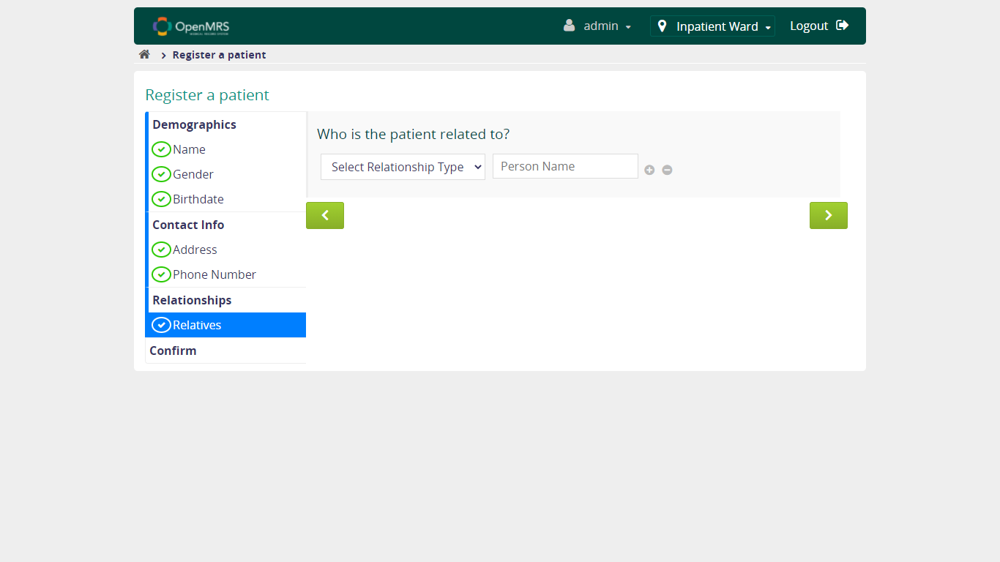 OpenMRS
admin
Inpatient Ward
Logout
Register a patient
Register a patient
Demographics
Name
Gender
Birthdate
Contact Info
Address
Phone Number
Relationships
Relatives
Confirm
Who is the patient related to?
Select Relationship Type
Person Name